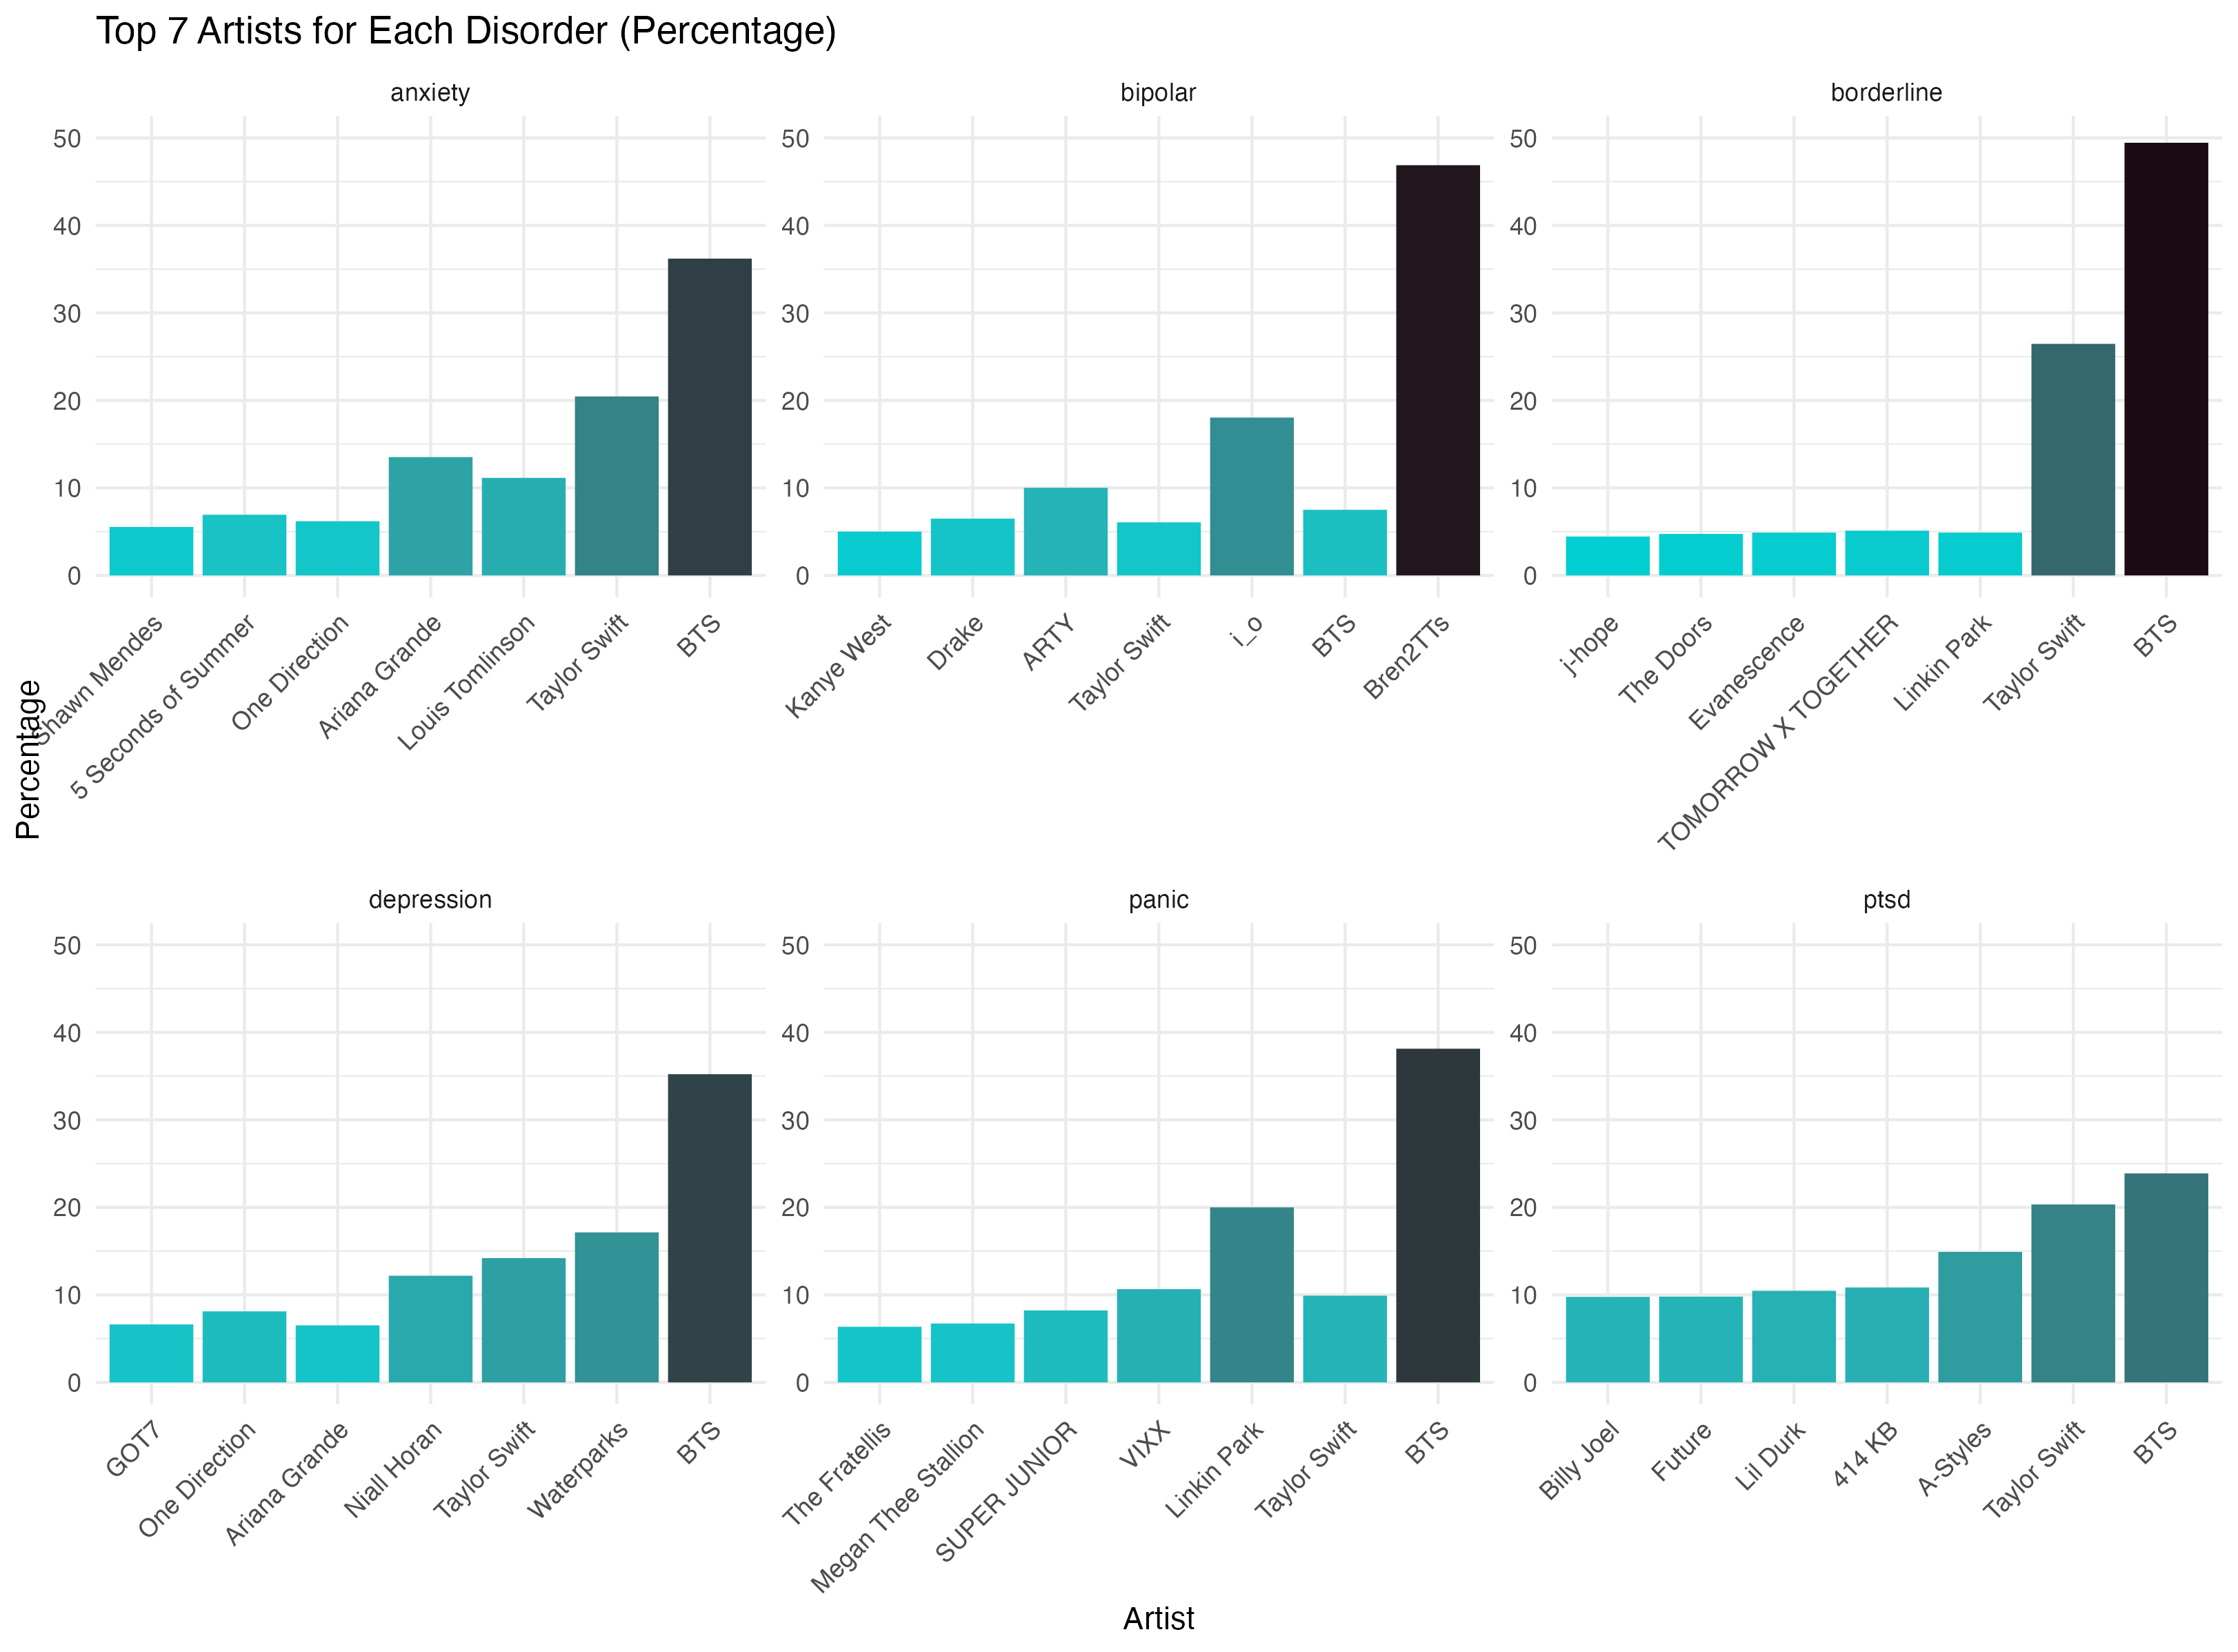 Top 7 Artists for Each Disorder (Percentage)
anxiety
bipolar
borderline
50
40
30
20
10
0
50
40
30
20
10
0
50
40
30
20
10
0
Shawn Mendes
5 Seconds of Summer
One Direction
Ariana Grande
Louis Tomlinson
Taylor Swift
BTS
Kanye West
Drake
ARTY
Taylor Swift
i_o
BTS
Bren2TTs
j-hope
The Doors
Evanescence
TOMORROW X TOGETHER
Linkin Park
Taylor Swift
BTS
Percentage
depression
panic
ptsd
50
40
30
20
10
0
50
40
30
20
10
0
50
40
30
20
10
0
GOT7
One Direction
Ariana Grande
Niall Horan
Taylor Swift
Waterparks
BTS
The Fratellis
Megan Thee Stallion
SUPER JUNIOR
VIXX
Linkin Park
Taylor Swift
BTS
Billy Joel
Future
Lil Durk
414 KB
A-Styles
Taylor Swift
BTS
Artist